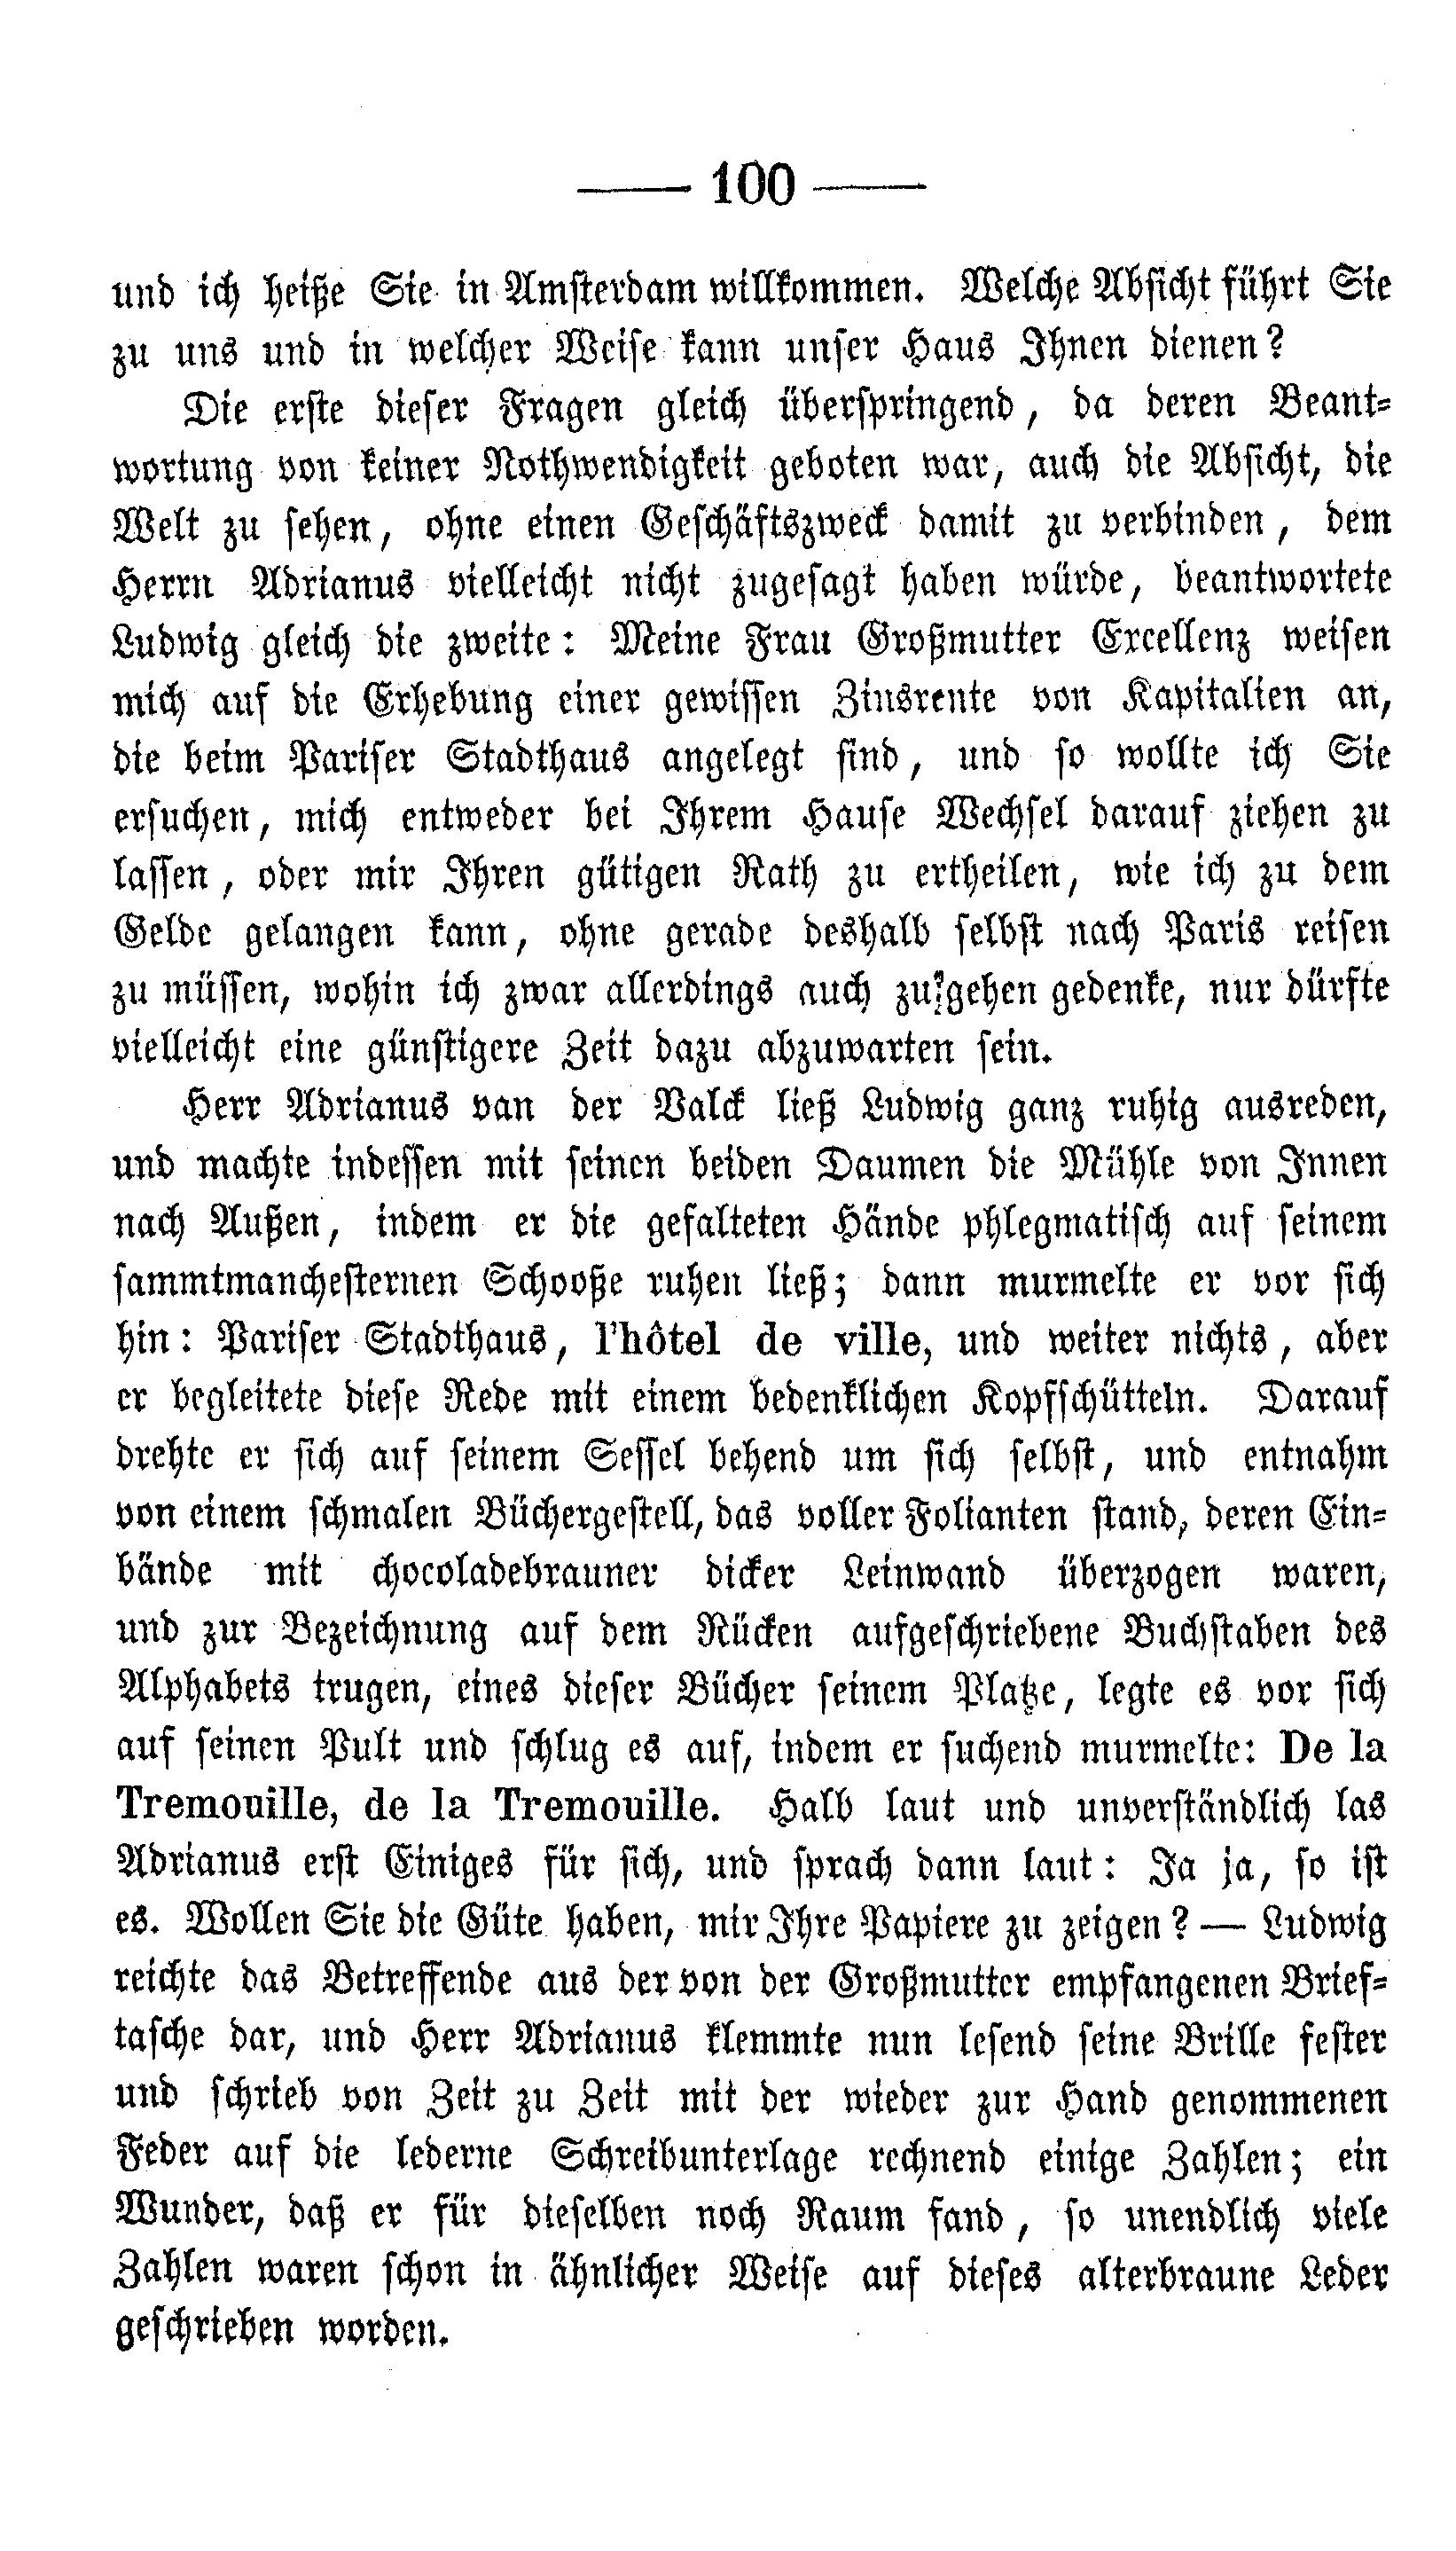 — 100 —
und ich heiße Sie in Amsterdam willkommen. Welche Absicht führt Sie
zu uns und in welcher Weise kann unser Haus Ihnen dienen?
Die erste dieser Fragen gleich überspringend, da deren Beant-
wortung von keiner Nothwendigkeit geboten war, auch die Absicht, die
Welt zu sehen, ohne einen Geschäftszweck damit zu verbinden, dem
Herrn Adrianus vielleicht nicht zugesagt haben würde, beantwortete
Ludwig gleich die zweite: Meine Frau Großmutter Excellenz weisen
mich auf die Erhebung einer gewissen Zinsrente von Kapitalien an,
die beim Pariser Stadthaus angelegt sind, und so wollte ich Sie
ersuchen, mich entweder bei Ihrem Hause Wechsel darauf ziehen zu
lassen, oder mir Ihren gütigen Rath zu ertheilen, wie ich zu dem
Gelde gelangen kann, ohne gerade deshalb selbst nach Paris reisen
zu müssen, wohin ich zwar allerdings auch zu gehen gedenke, nur dürfte
vielleicht eine günstigere Zeit dazu abzuwarten sein.
Herr Adrianus van der Valck ließ Ludwig ganz ruhig ausreden,
und machte indessen mit seinen beiden Daumen die Mühle von Innen
nach Außen, indem er die gefalteten Hände phlegmatisch auf seinem
sammtmanchesternen Schooße ruhen ließ; dann murmelte er vor sich
hin: Pariser Stadthaus, l'hôtel de ville, und weiter nichts, aber
er begleitete diese Rede mit einem bedenklichen Kopfschütteln. Darauf
drehte er sich auf seinem Sessel behend um sich selbst, und entnahm
von einem schmalen Büchergestell, das voller Folianten stand, deren Ein-
bände mit chocoladebrauner dicker Leinwand überzogen waren,
und zur Bezeichnung auf dem Rücken aufgeschriebene Buchstaben des
Alphabets trugen, eines dieser Bücher seinem Platze, legte es vor sich
auf seinen Pult und schlug es auf, indem er suchend murmelte: De la
Tremouille, de la Tremouille. Halb laut und unverständlich las
Adrianus erst Einiges für sich, und sprach dann laut: Ja ja, so ist
es. Wollen Sie die Güte haben, mir Ihre Papiere zu zeigen? — Ludwig
reichte das Betreffende aus der von der Großmutter empfangenen Brief-
tasche dar, und Herr Adrianus klemmte nun lesend seine Brille fester
und schrieb von Zeit zu Zeit mit der wieder zur Hand genommenen
Feder auf die lederne Schreibunterlage rechnend einige Zahlen; ein
Wunder, daß er für dieselben noch Raum fand, so unendlich viele
Zahlen waren schon in ähnlicher Weise auf dieses alterbraune Leder
geschrieben worden.